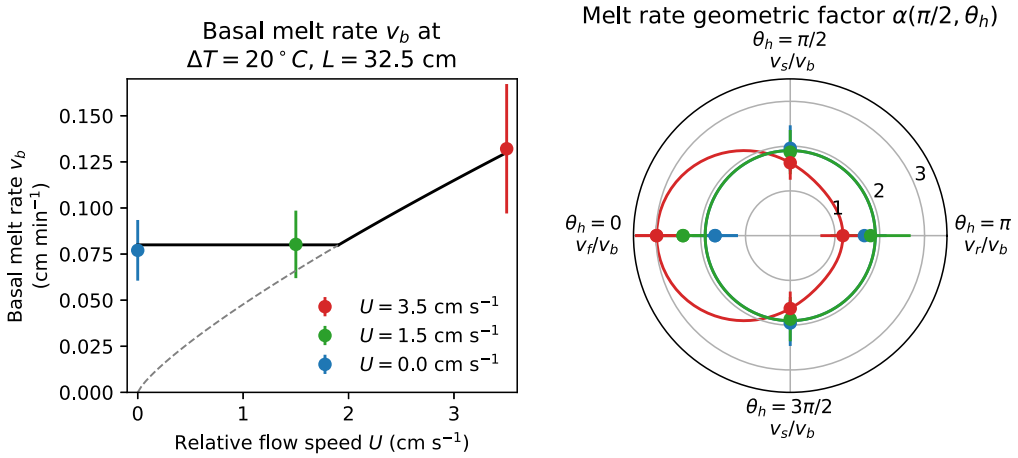 Basal melt rate v_b at
ΔT = 20°C, L = 32.5 cm
Basal melt rate v_b
(cm min⁻¹)
0.150
0.125
0.100
0.075
0.050
0.025
0.000
U = 3.5 cm s⁻¹
U = 1.5 cm s⁻¹
U = 0.0 cm s⁻¹
0
1
2
3
Relative flow speed U (cm s⁻¹)
Melt rate geometric factor α(π/2, θ_h)
θ_h = π/2
v_s/v_b
3
2
1
θ_h = 0
v_f/v_b
θ_h = π
v_r/v_b
θ_h = 3π/2
v_s/v_b